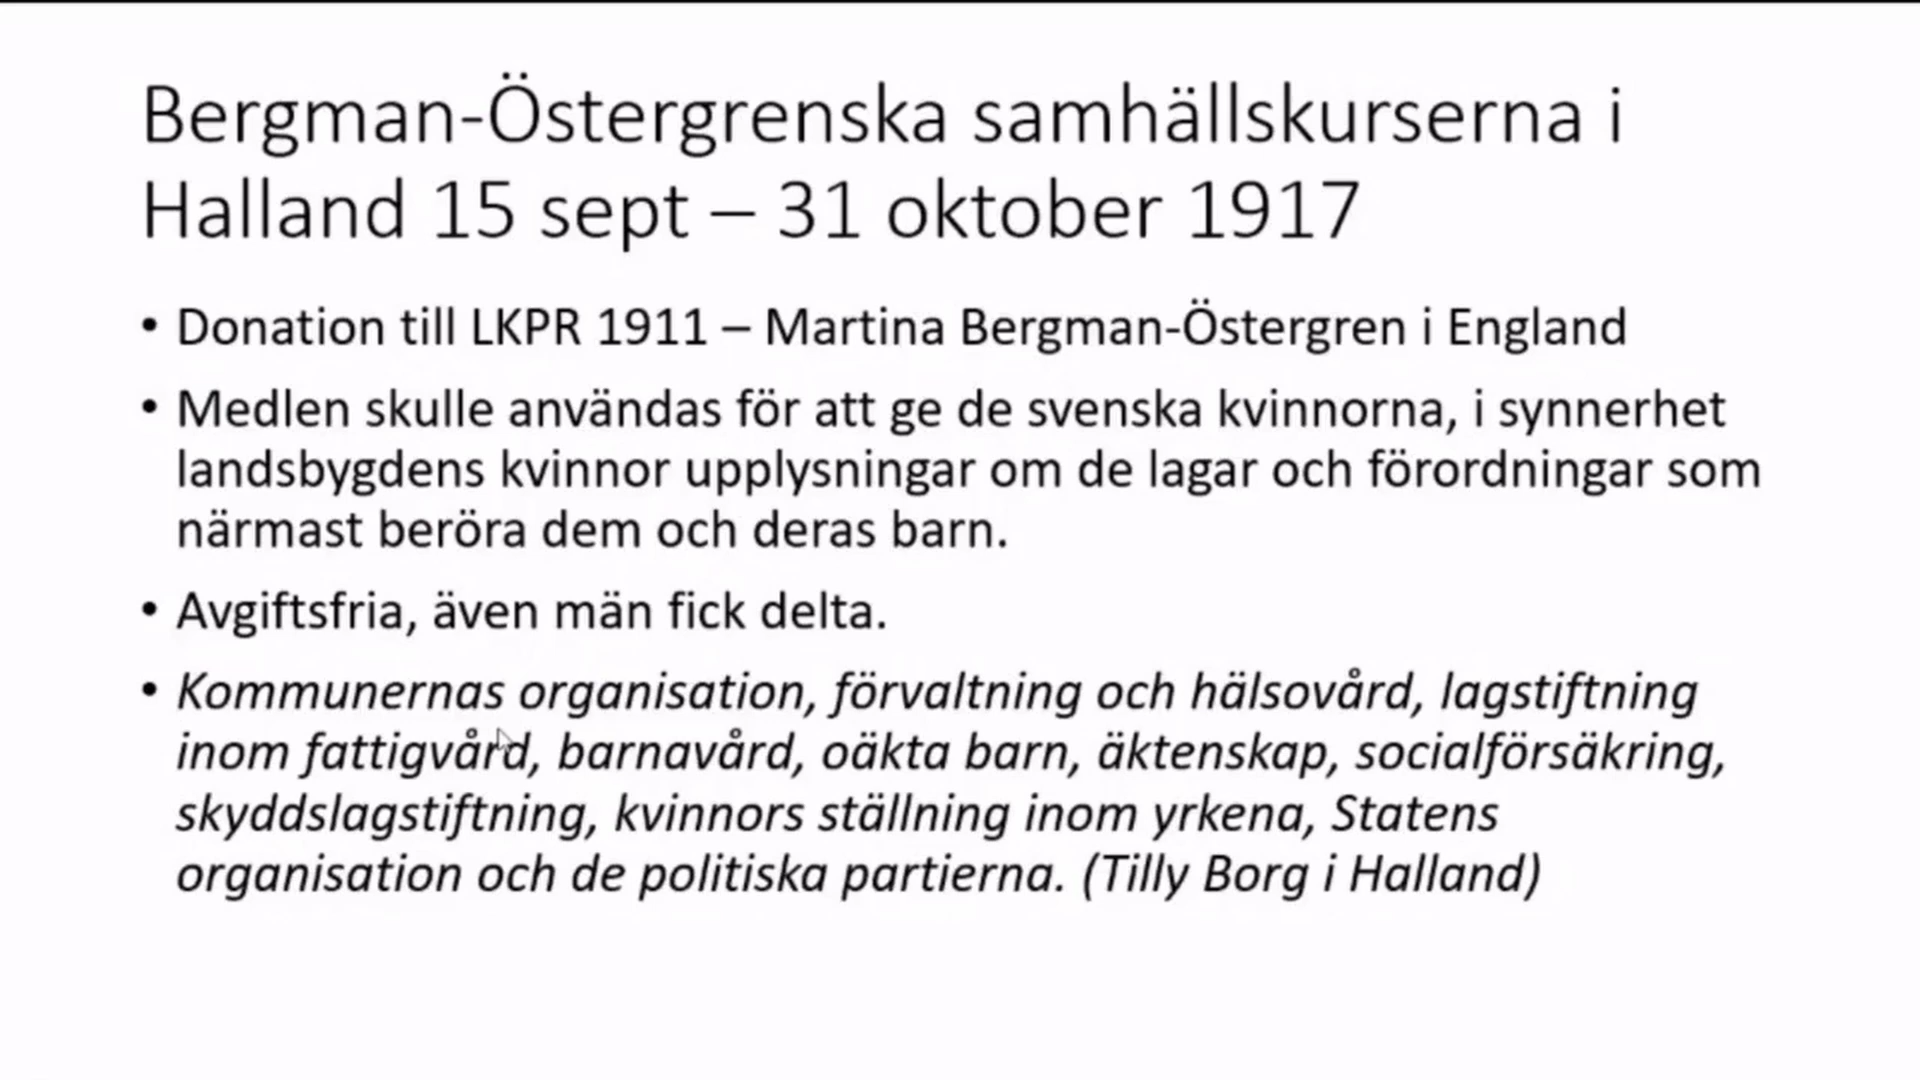 Bergman-Östergrenska samhällskurserna i
Halland 15 sept – 31 oktober 1917
• Donation till LKPR 1911 – Martina Bergman-Östergren i England
• Medlen skulle användas för att ge de svenska kvinnorna, i synnerhet
landsbygdens kvinnor upplysningar om de lagar och förordningar som
närmast beröra dem och deras barn.
• Avgiftsfria, även män fick delta.
• Kommunernas organisation, förvaltning och hälsovård, lagstiftning
inom fattigvård, barnavård, oäkta barn, äktenskap, socialförsäkring,
skyddslagstiftning, kvinnors ställning inom yrkena, Statens
organisation och de politiska partierna. (Tilly Borg i Halland)